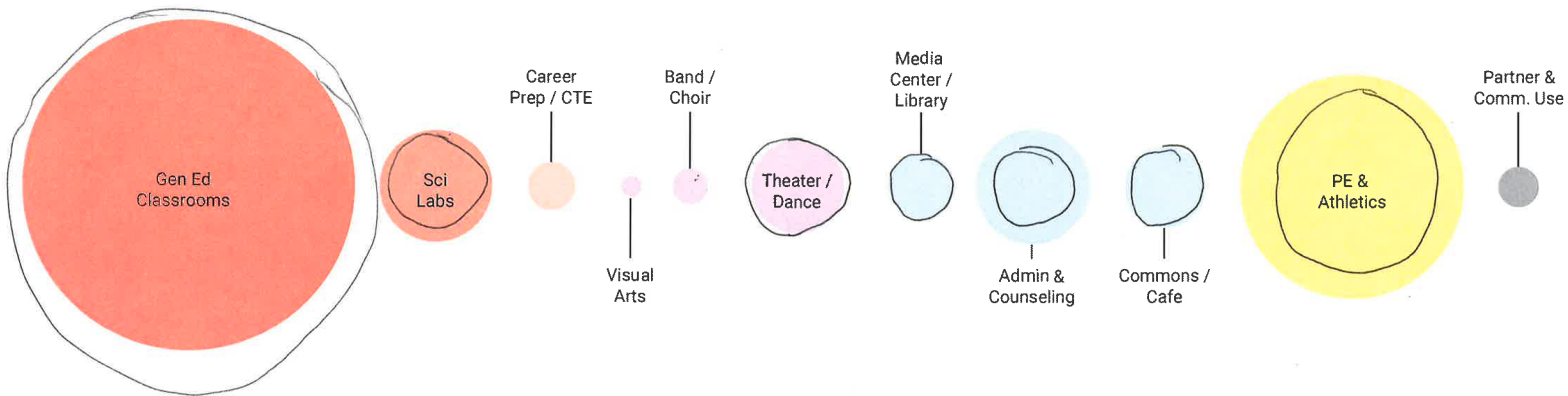 Gen Ed
Classrooms
Sci
Labs
Career
Prep / CTE
Visual
Arts
Band /
Choir
Theater /
Dance
Media
Center /
Library
Admin &
Counseling
Commons /
Cafe
PE &
Athletics
Partner &
Comm. Use